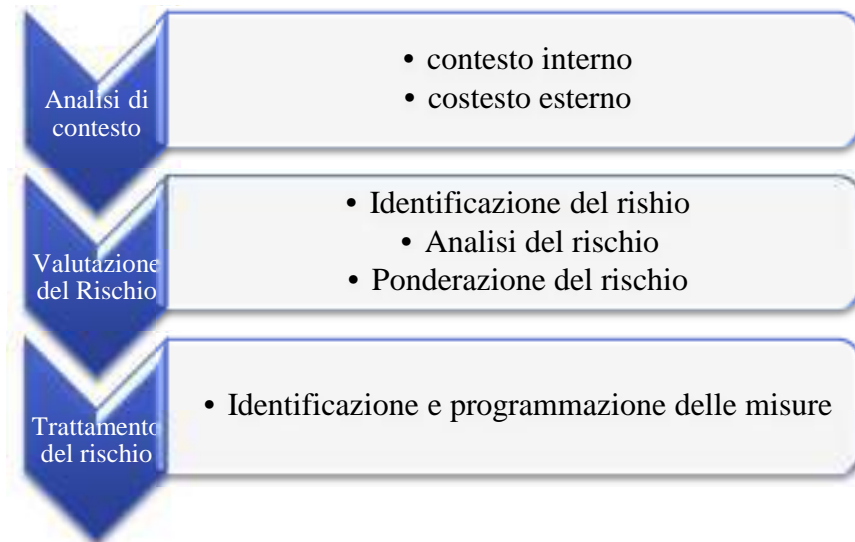 Analisi di
contesto
• contesto interno
• costesto esterno
Valutazione
del Rischio
• Identificazione del rishio
• Analisi del rischio
• Ponderazione del rischio
Trattamento
del rischio
• Identificazione e programmazione delle misure